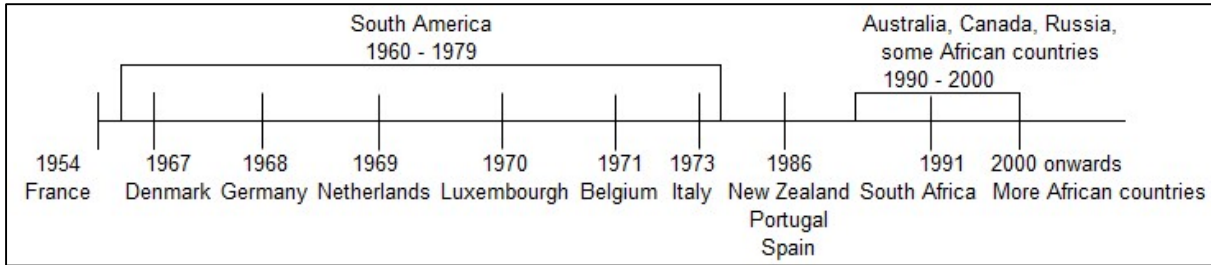 South America
1960 - 1979
Australia, Canada, Russia,
some African countries
1990 - 2000
1954
France
1967
Denmark
1968
Germany
1969
Netherlands
1970
Luxembourgh
1971
Belgium
1973
Italy
1986
New Zealand
Portugal
Spain
1991
South Africa
2000 onwards
More African countries